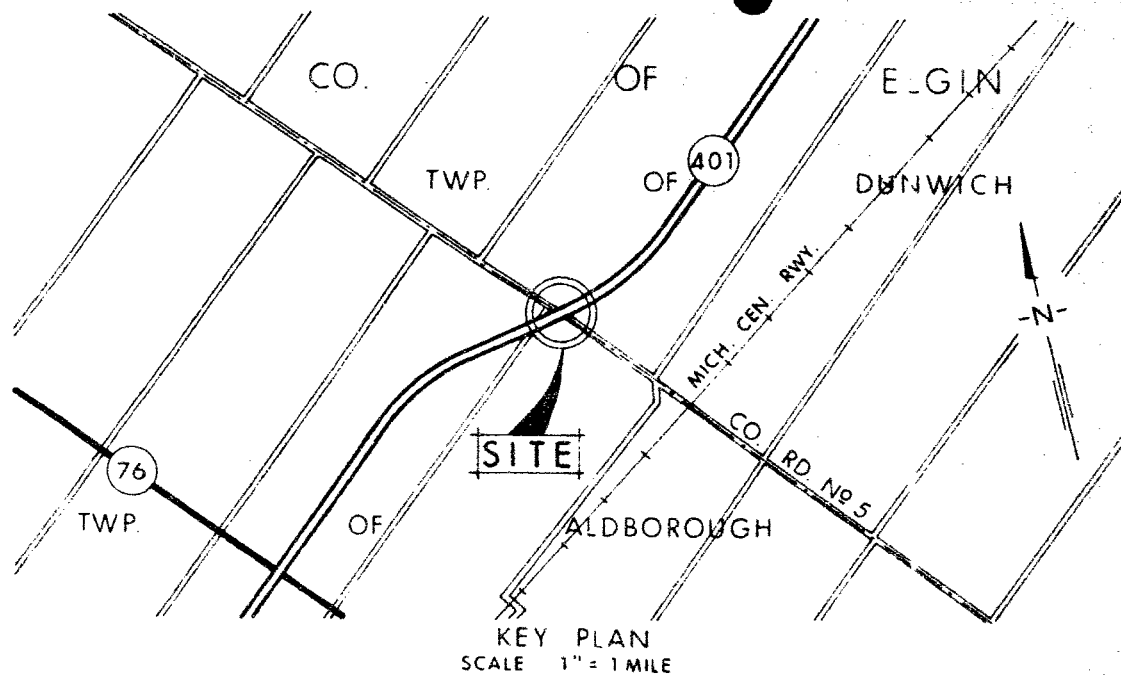 CO. OF ELGIN
401
TWP. OF DUNWICH
MICH. CEN. RWY.
-N-
SITE
CO. RD. Nº 5
76
TWP. OF ALDBOROUGH
KEY PLAN
SCALE 1" = 1 MILE